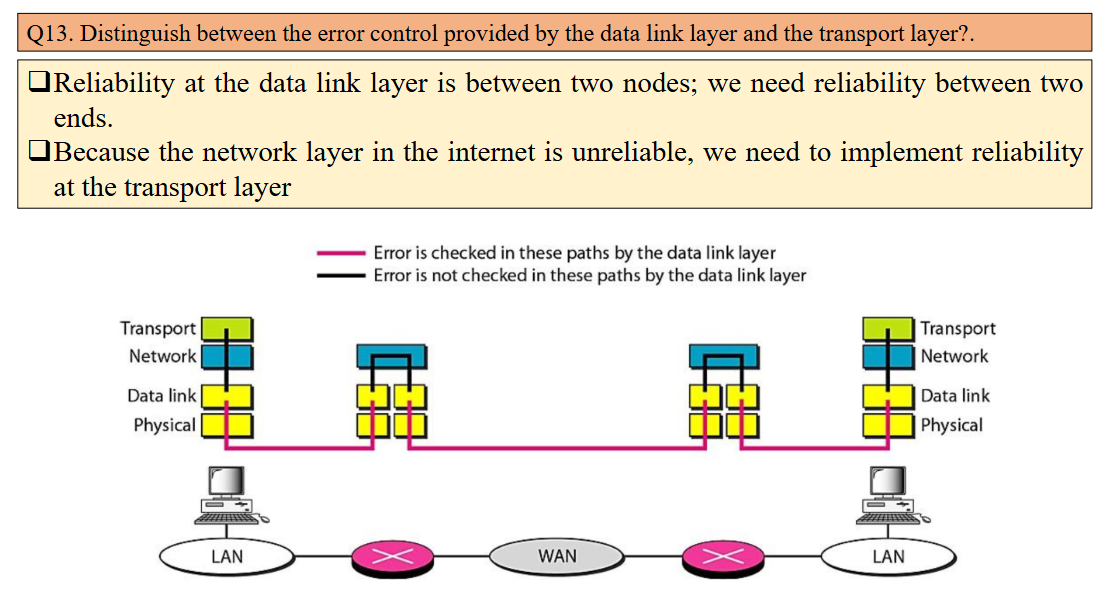 Q13. Distinguish between the error control provided by the data link layer and the transport layer?.
❑Reliability at the data link layer is between two nodes; we need reliability between two
ends.
❑Because the network layer in the internet is unreliable, we need to implement reliability
at the transport layer
Error is checked in these paths by the data link layer
Error is not checked in these paths by the data link layer
Transport
Network
Data link
Physical
Transport
Network
Data link
Physical
LAN
WAN
LAN